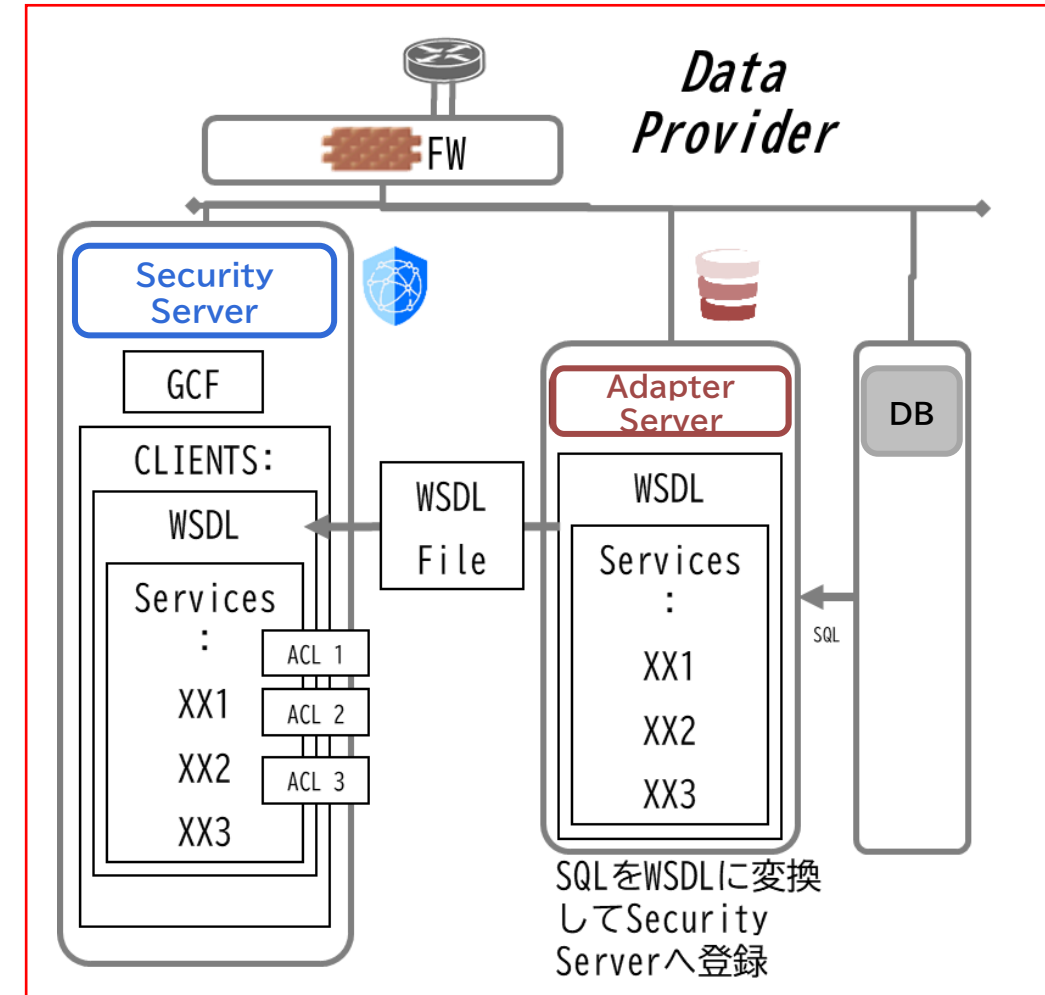 Data
Provider
FW
Security
Server
GCF
CLIENTS:
WSDL
Services
:
XX1
XX2
XX3
ACL 1
ACL 2
ACL 3
WSDL
File
Adapter
Server
WSDL
Services
:
XX1
XX2
XX3
SQL
DB
SQLをWSDLに変換
してSecurity
Serverへ登録